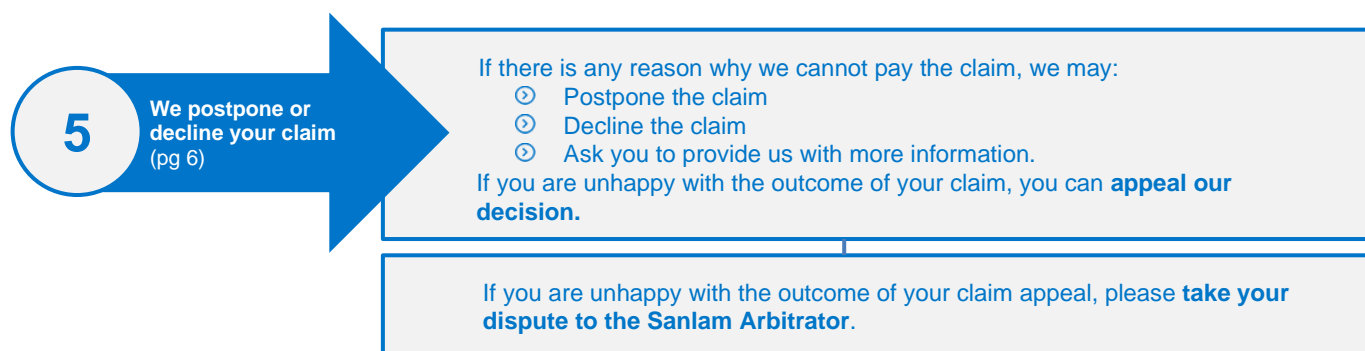 5
We postpone or
decline your claim
(pg 6)
If there is any reason why we cannot pay the claim, we may:
Postpone the claim
Decline the claim
Ask you to provide us with more information.
If you are unhappy with the outcome of your claim, you can appeal our
decision.
If you are unhappy with the outcome of your claim appeal, please take your
dispute to the Sanlam Arbitrator.